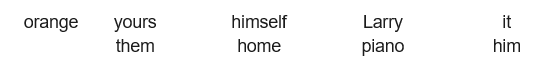 orange yours himself Larry it
them home piano him